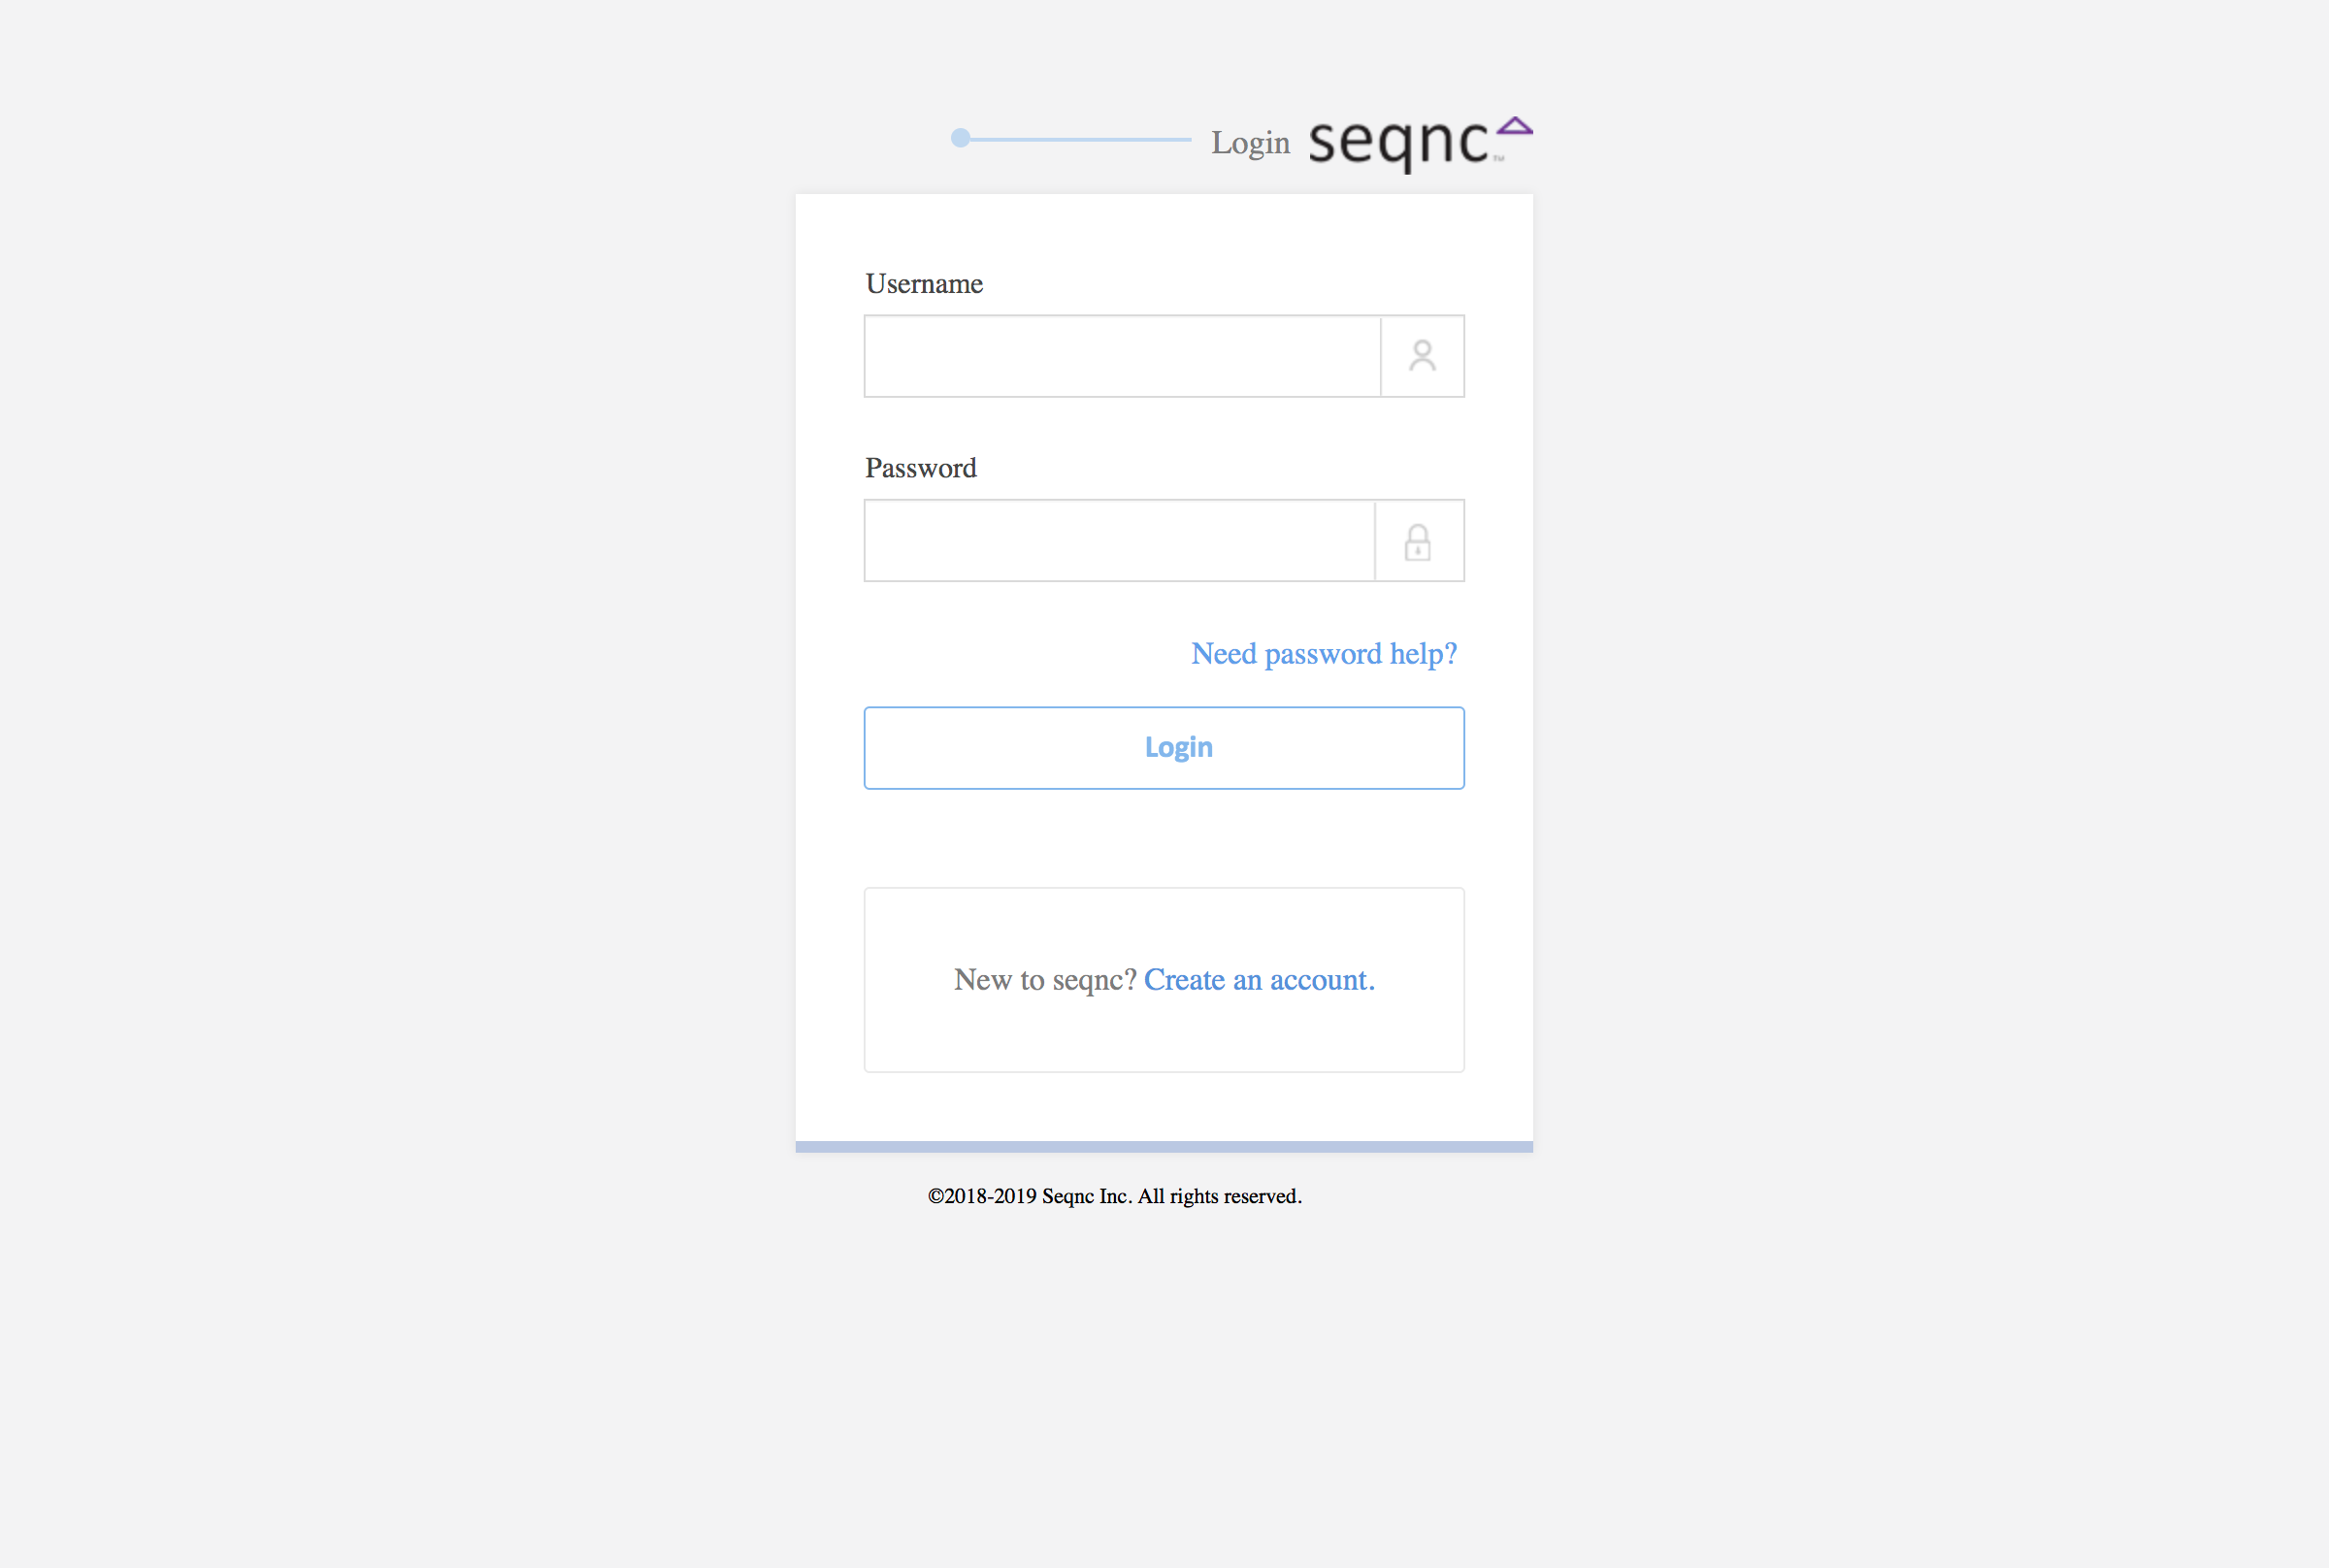 Login seqnc™
Username
Password
Need password help?
Login
New to seqnc? Create an account.
©2018-2019 Seqnc Inc. All rights reserved.